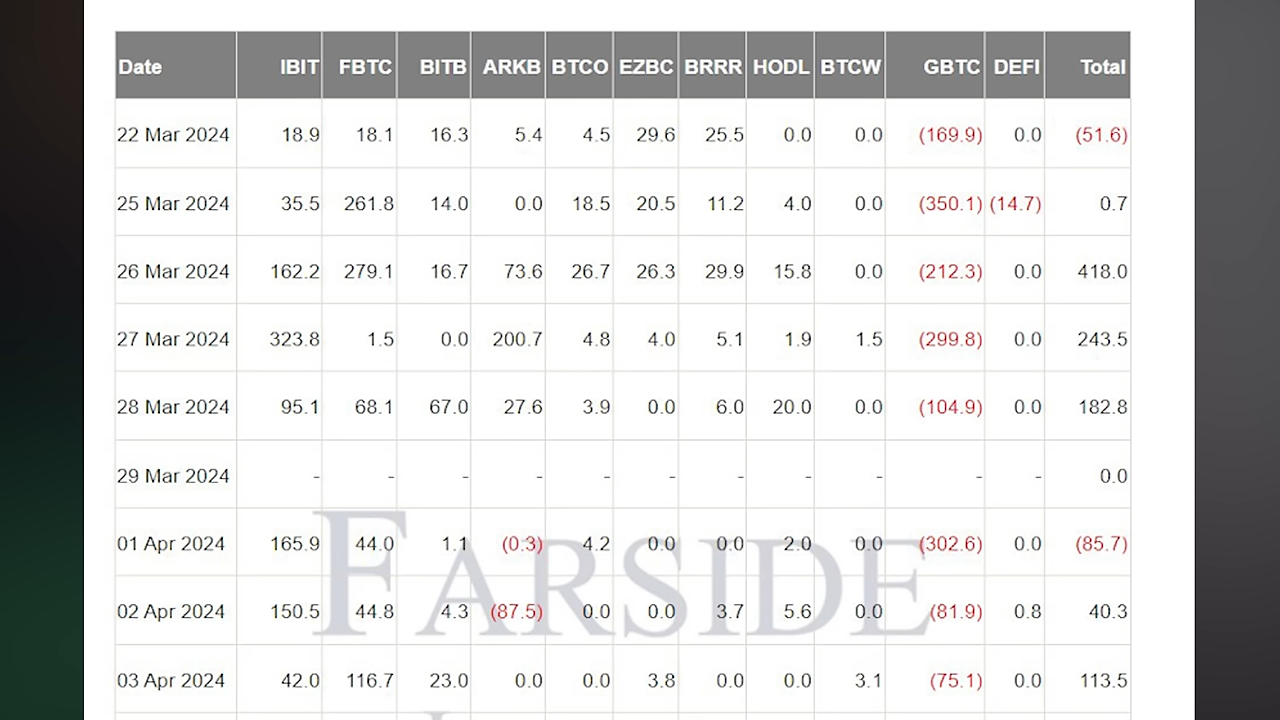 Date IBIT FBTC BITB ARKB BTCO EZBC BRRR HODL BTCW GBTC DEFI Total
22 Mar 2024 18.9 18.1 16.3 5.4 4.5 29.6 25.5 0.0 0.0 (169.9) 0.0 (51.6)
25 Mar 2024 35.5 261.8 14.0 0.0 18.5 20.5 11.2 4.0 0.0 (350.1) (14.7) 0.7
26 Mar 2024 162.2 279.1 16.7 73.6 26.7 26.3 29.9 15.8 0.0 (212.3) 0.0 418.0
27 Mar 2024 323.8 1.5 0.0 200.7 4.8 4.0 5.1 1.9 1.5 (299.8) 0.0 243.5
28 Mar 2024 95.1 68.1 67.0 27.6 3.9 0.0 6.0 20.0 0.0 (104.9) 0.0 182.8
29 Mar 2024 - - - - - - - - - - - 0.0
01 Apr 2024 165.9 44.0 1.1 (0.3) 4.2 0.0 0.0 2.0 0.0 (302.6) 0.0 (85.7)
FARSIDE
02 Apr 2024 150.5 44.8 4.3 (87.5) 0.0 0.0 3.7 5.6 0.0 (81.9) 0.8 40.3
03 Apr 2024 42.0 116.7 23.0 0.0 0.0 3.8 0.0 0.0 3.1 (75.1) 0.0 113.5